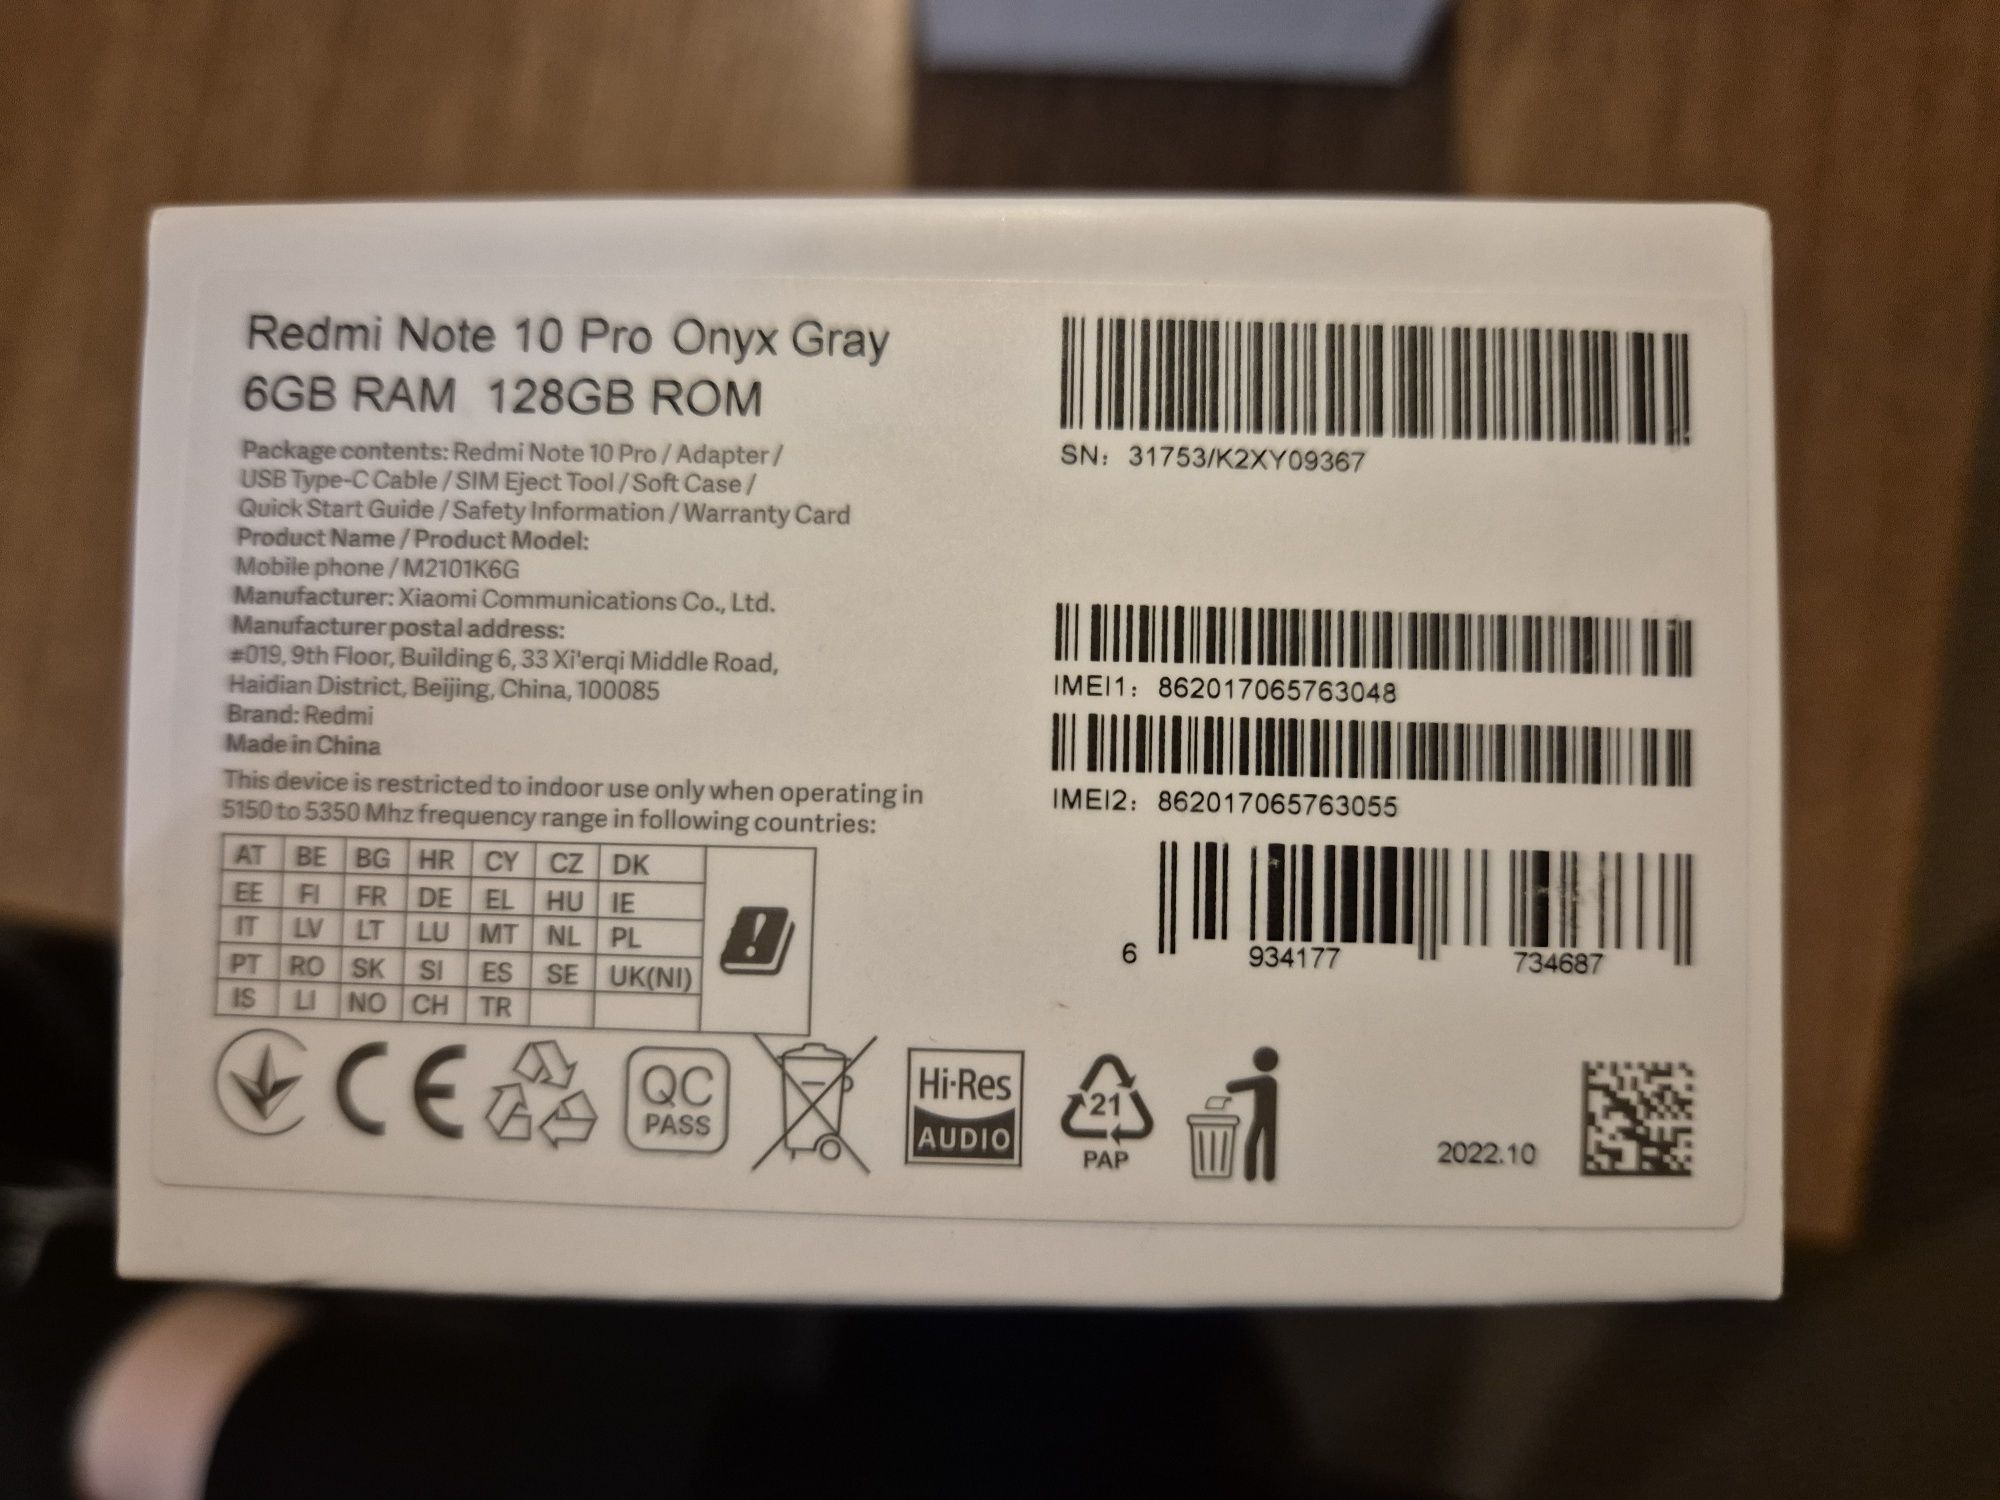 Redmi Note 10 Pro Onyx Gray
6GB RAM 128GB ROM
Package contents: Redmi Note 10 Pro / Adapter /
USB Type-C Cable / SIM Eject Tool / Soft Case /
Quick Start Guide / Safety Information / Warranty Card
Product Name / Product Model:
Mobile phone / M2101K6G
Manufacturer: Xiaomi Communications Co., Ltd.
Manufacturer postal address:
#019, 9th Floor, Building 6, 33 Xi'erqi Middle Road,
Haidian District, Beijing, China, 100085
Brand: Redmi
Made in China
This device is restricted to indoor use only when operating in
5150 to 5350 Mhz frequency range in following countries:
AT BE BG HR CY CZ DK
EE FI FR DE EL HU IE
IT LV LT LU MT NL PL
PT RO SK SI ES SE UK(NI)
IS LI NO CH TR
SN: 31753/K2XY09367
IMEI1: 862017065763048
IMEI2: 862017065763055
6 934177 734687
CE
QC
PASS
Hi-Res
AUDIO
21
PAP
2022.10